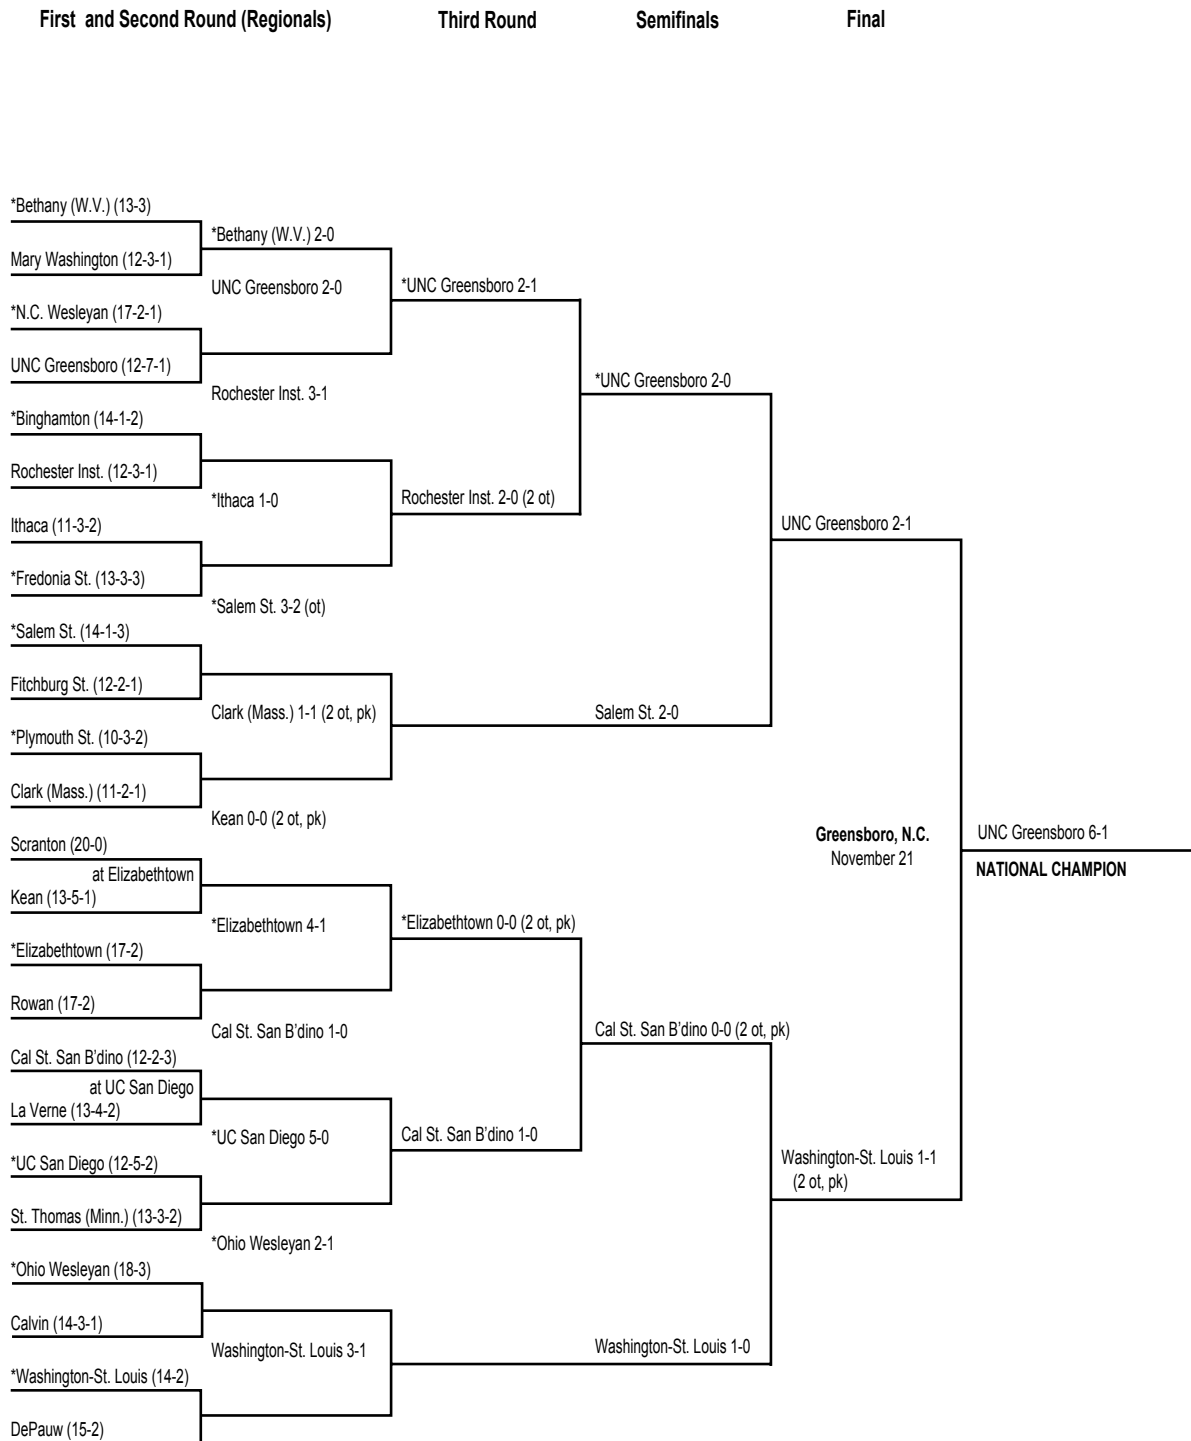 First and Second Round (Regionals)
Third Round
Semifinals
Final
*Bethany (W.V.) (13-3)
Mary Washington (12-3-1)
*N.C. Wesleyan (17-2-1)
UNC Greensboro (12-7-1)
*Binghamton (14-1-2)
Rochester Inst. (12-3-1)
Ithaca (11-3-2)
*Fredonia St. (13-3-3)
*Salem St. (14-1-3)
Fitchburg St. (12-2-1)
*Plymouth St. (10-3-2)
Clark (Mass.) (11-2-1)
Scranton (20-0)
at Elizabethtown
Kean (13-5-1)
*Elizabethtown (17-2)
Rowan (17-2)
Cal St. San B’dino (12-2-3)
at UC San Diego
La Verne (13-4-2)
*UC San Diego (12-5-2)
St. Thomas (Minn.) (13-3-2)
*Ohio Wesleyan (18-3)
Calvin (14-3-1)
*Washington-St. Louis (14-2)
DePauw (15-2)
*Bethany (W.V.) 2-0
UNC Greensboro 2-0
Rochester Inst. 3-1
*Ithaca 1-0
*Salem St. 3-2 (ot)
Clark (Mass.) 1-1 (2 ot, pk)
Kean 0-0 (2 ot, pk)
*Elizabethtown 4-1
Cal St. San B’dino 1-0
*UC San Diego 5-0
*Ohio Wesleyan 2-1
Washington-St. Louis 3-1
*UNC Greensboro 2-1
Rochester Inst. 2-0 (2 ot)
*Elizabethtown 0-0 (2 ot, pk)
Cal St. San B’dino 1-0
*UNC Greensboro 2-0
Salem St. 2-0
Cal St. San B’dino 0-0 (2 ot, pk)
Washington-St. Louis 1-0
UNC Greensboro 2-1
Washington-St. Louis 1-1
(2 ot, pk)
Greensboro, N.C.
November 21
UNC Greensboro 6-1
NATIONAL CHAMPION